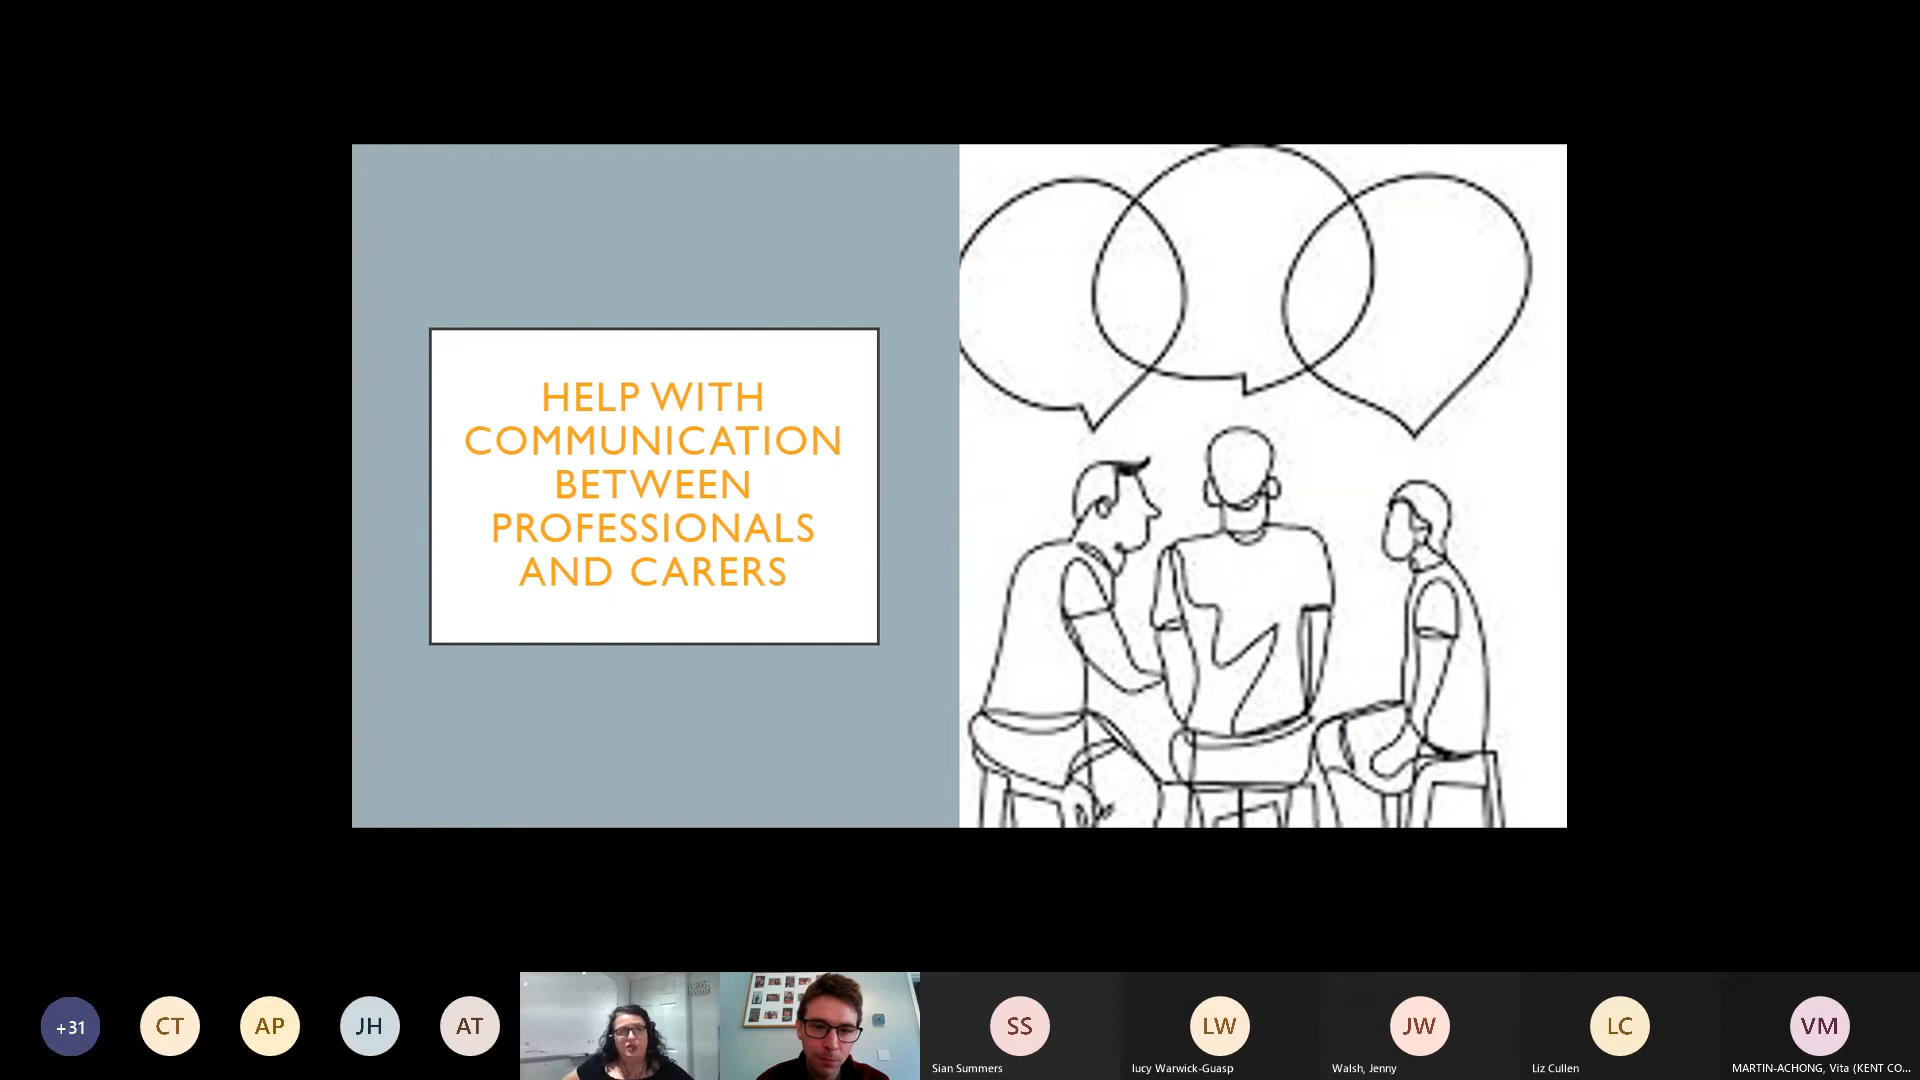 HELP WITH
COMMUNICATION
BETWEEN
PROFESSIONALS
AND CARERS
+31
CT
AP
JH
AT
SS
Sian Summers
LW
lucy Warwick-Guasp
JW
Walsh, Jenny
LC
Liz Cullen
VM
MARTIN-ACHONG, Vita (KENT CO...